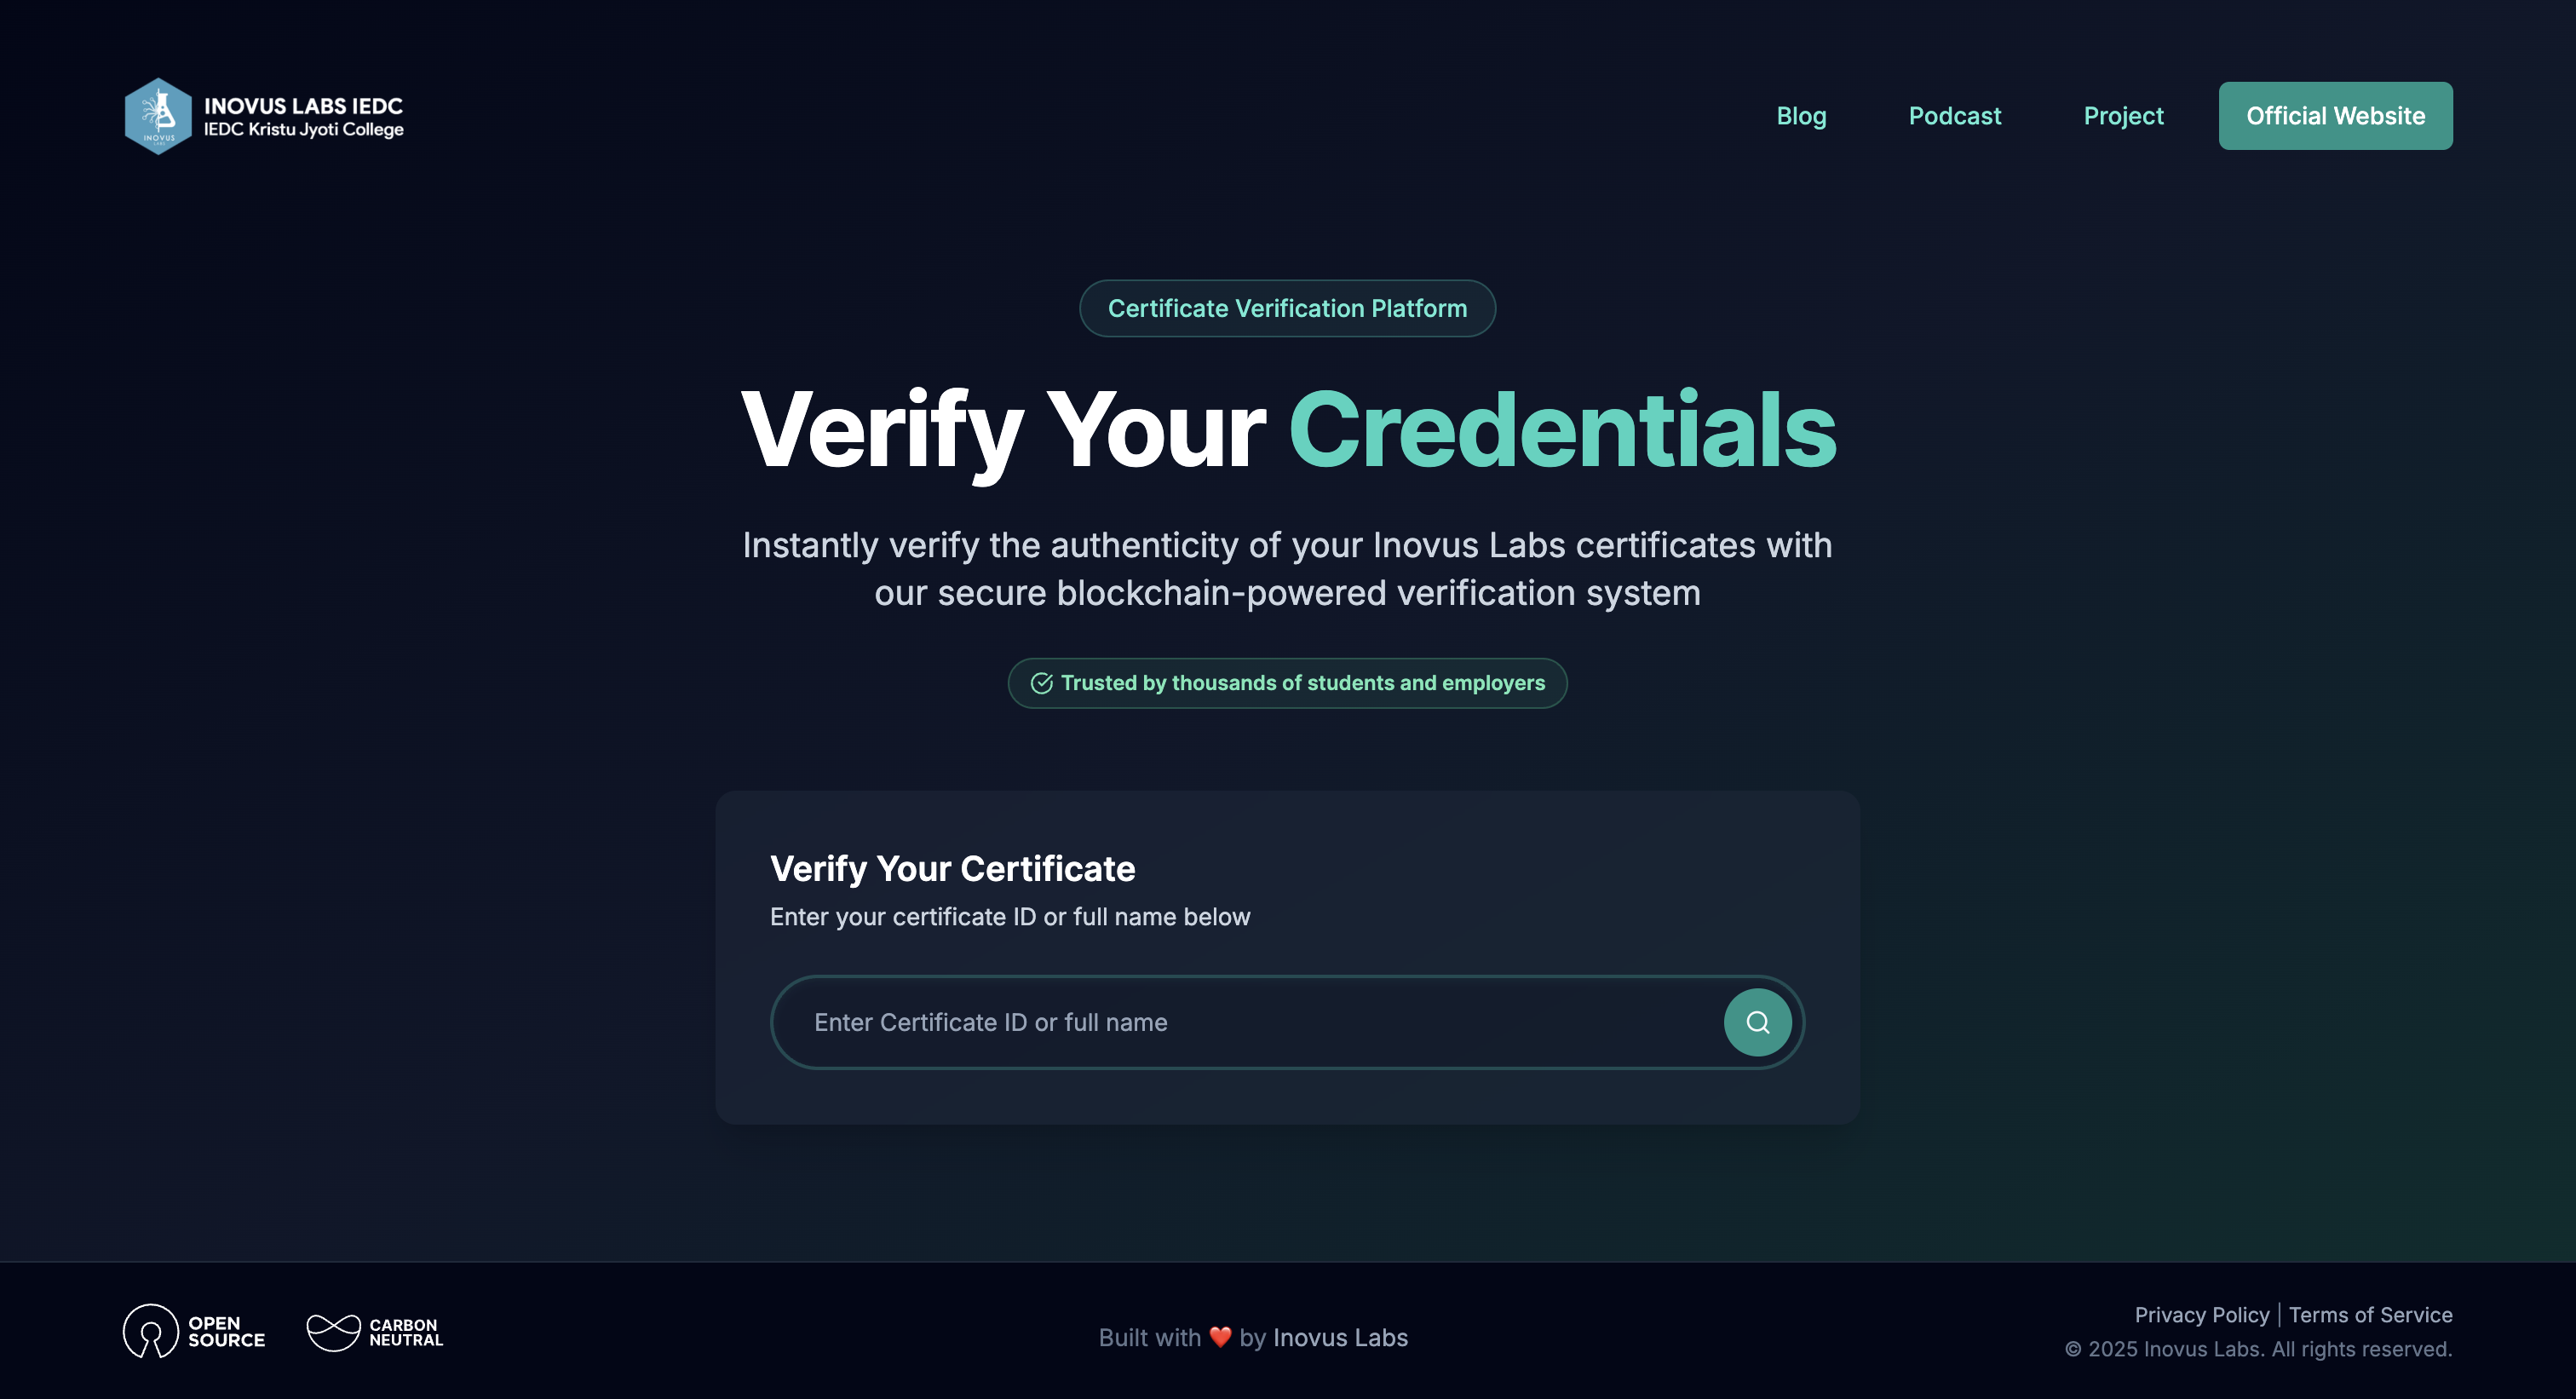 INOVUS
LABS
INOVUS LABS IEDC
IEDC Kristu Jyoti College
Blog
Podcast
Project
Official Website
Certificate Verification Platform
Verify Your Credentials
Instantly verify the authenticity of your Inovus Labs certificates with
our secure blockchain-powered verification system
Trusted by thousands of students and employers
Verify Your Certificate
Enter your certificate ID or full name below
Enter Certificate ID or full name
OPEN
SOURCE
CARBON
NEUTRAL
Built with ❤️ by Inovus Labs
Privacy Policy | Terms of Service
© 2025 Inovus Labs. All rights reserved.